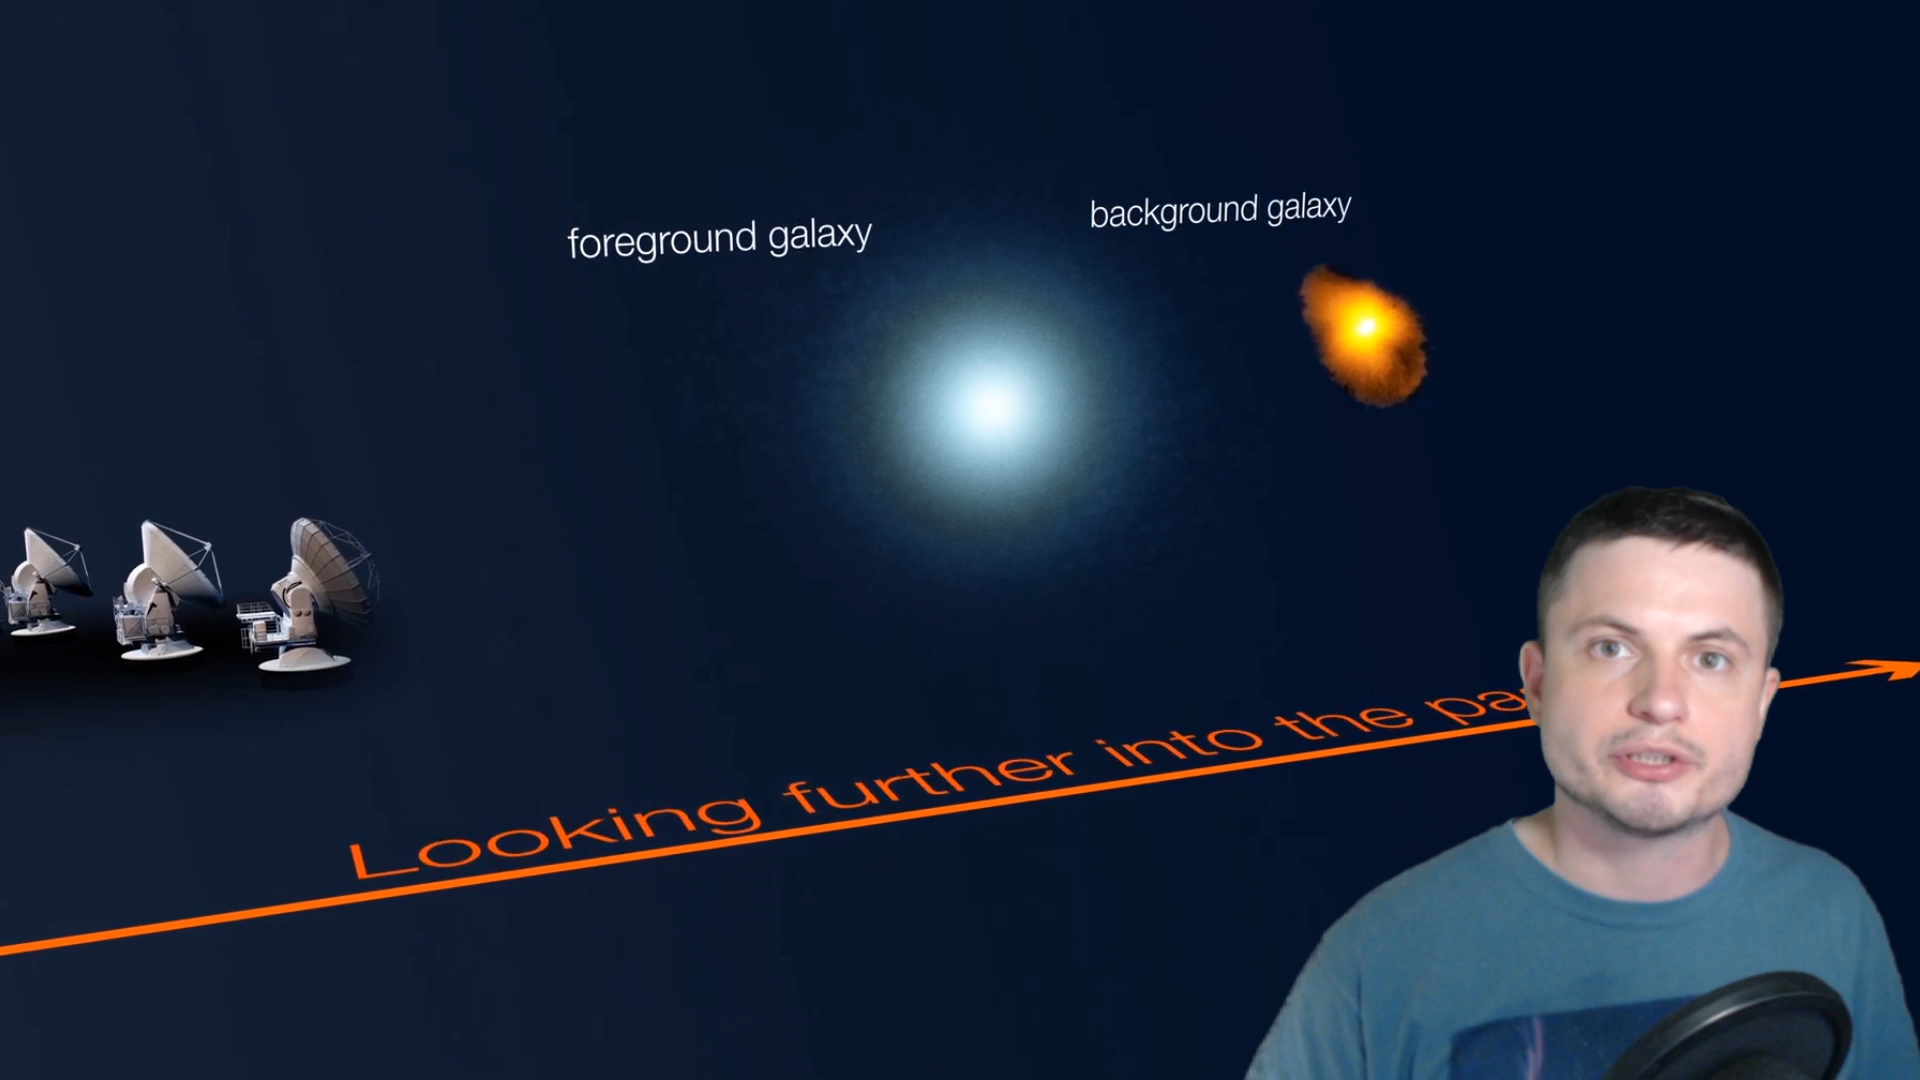 foreground galaxy
background galaxy
Looking further into the